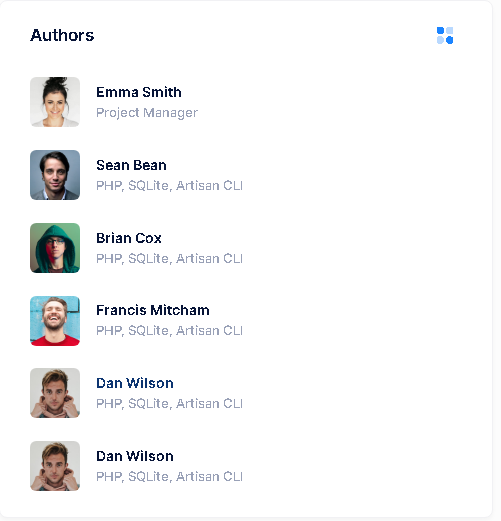 Authors
Emma Smith
Project Manager
Sean Bean
PHP, SQLite, Artisan CLI
Brian Cox
PHP, SQLite, Artisan CLI
Francis Mitcham
PHP, SQLite, Artisan CLI
Dan Wilson
PHP, SQLite, Artisan CLI
Dan Wilson
PHP, SQLite, Artisan CLI